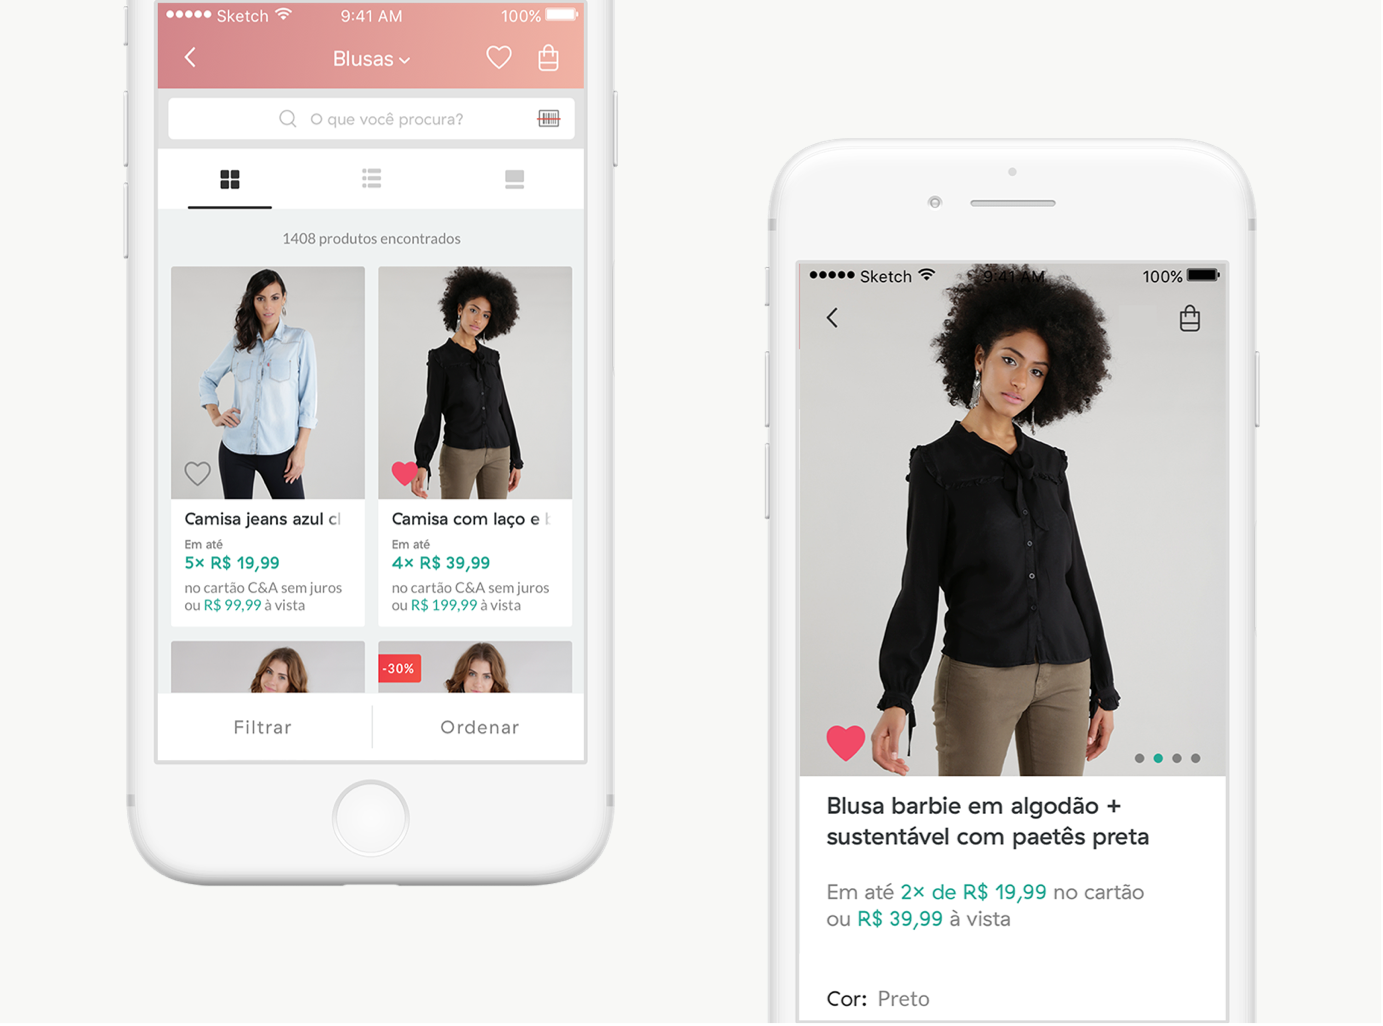 Sketch 9:41 AM 100%
Blusas
O que você procura?
1408 produtos encontrados
Camisa jeans azul cl
Em até
5× R$ 19,99
no cartão C&A sem juros
ou R$ 99,99 à vista
Camisa com laço e b
Em até
4× R$ 39,99
no cartão C&A sem juros
ou R$ 199,99 à vista
-30%
Filtrar
Ordenar
Sketch 9:41 AM 100%
Blusa barbie em algodão +
sustentável com paetês preta
Em até 2× de R$ 19,99 no cartão
ou R$ 39,99 à vista
Cor: Preto